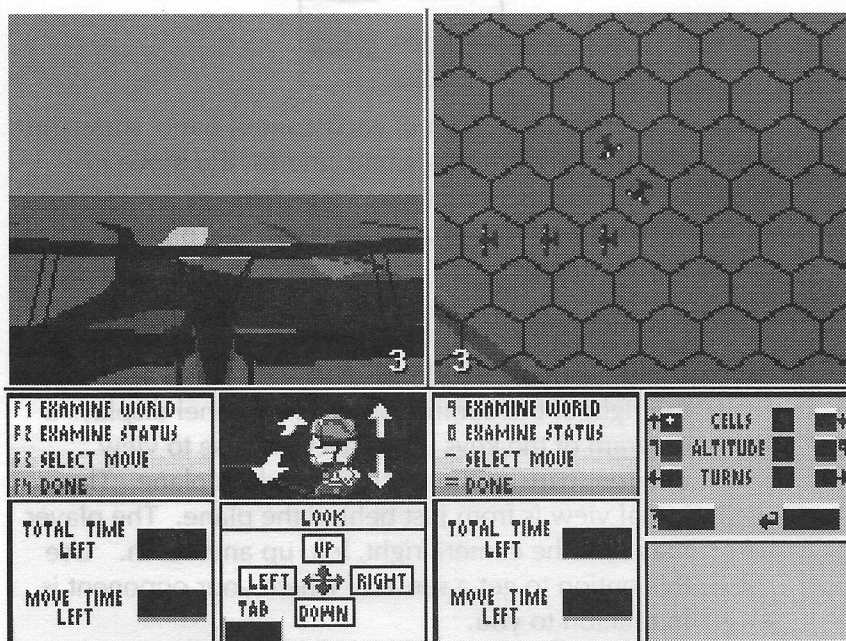 3
3
F1 EXAMINE WORLD
F2 EXAMINE STATUS
F3 SELECT MOVE
F4 DONE
9 EXAMINE WORLD
0 EXAMINE STATUS
- SELECT MOVE
= DONE
CELLS
7 ALTITUDE 9
TURNS
?
TOTAL TIME
LEFT
MOVE TIME
LEFT
LOOK
UP
LEFT RIGHT
TAB DOWN
TOTAL TIME
LEFT
MOVE TIME
LEFT